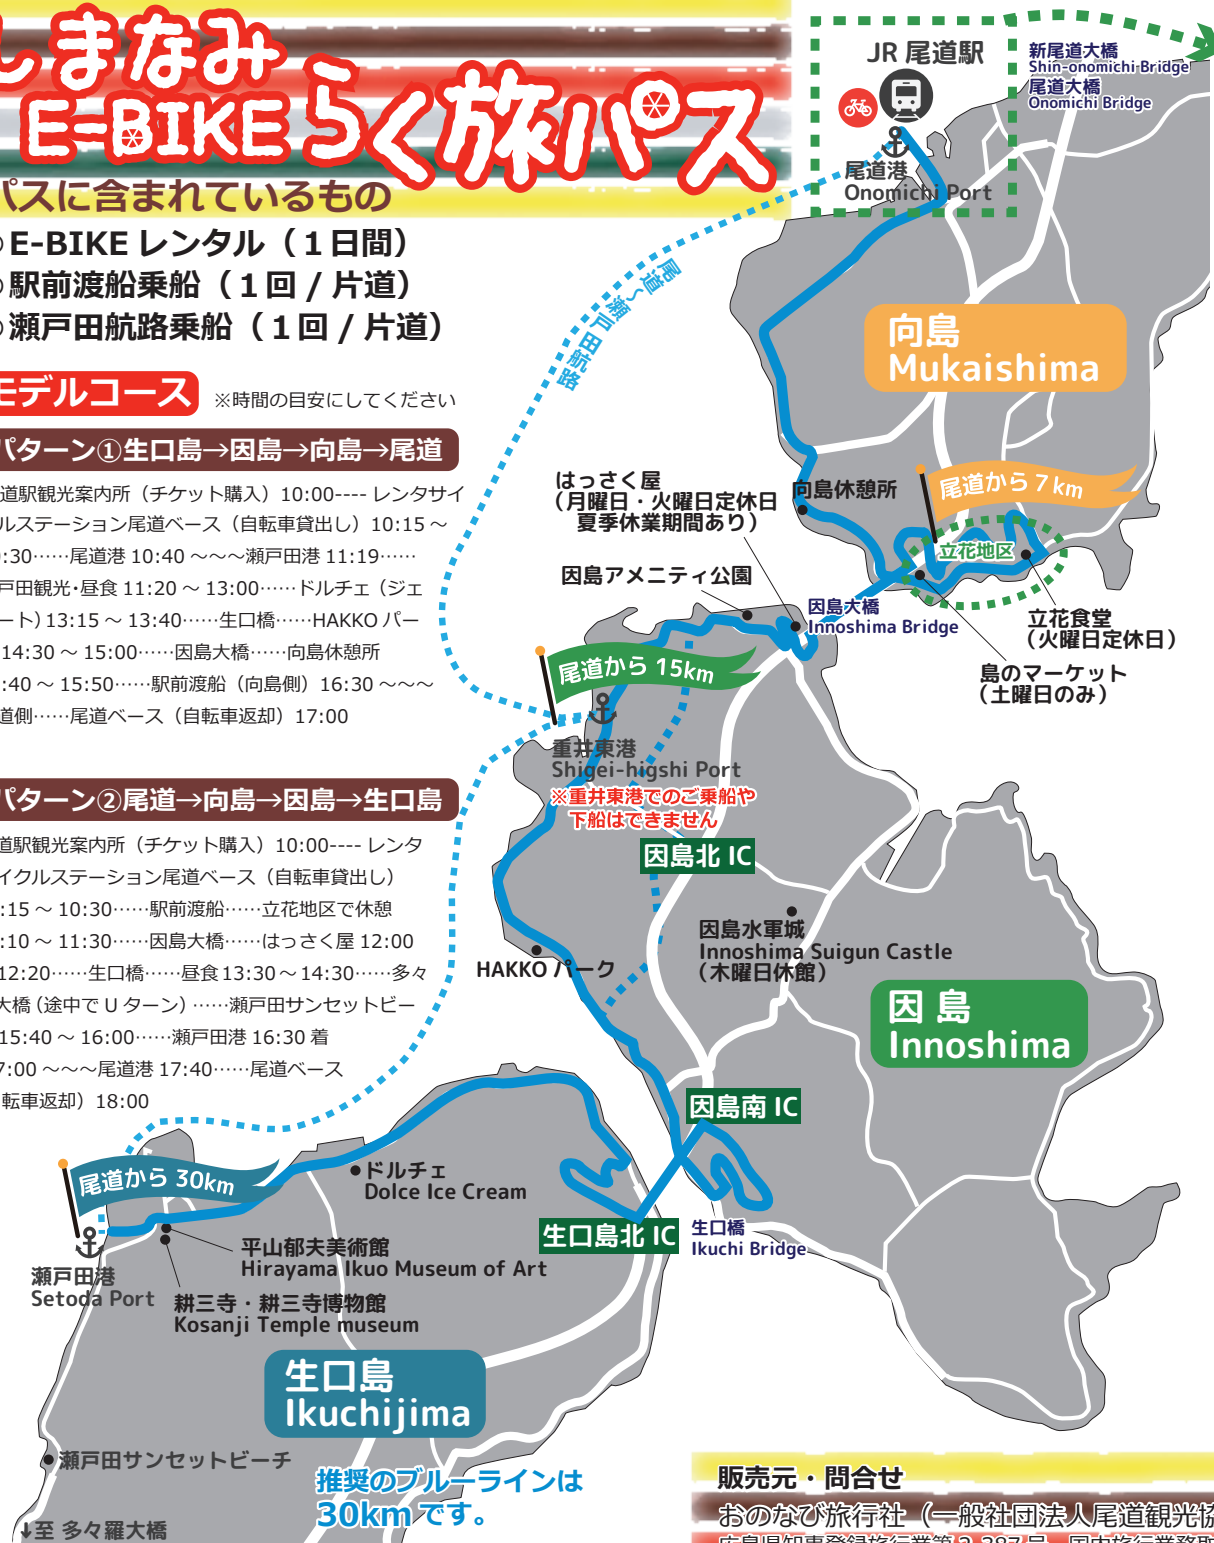 しまなみ
E-BIKEらく旅パス
パスに含まれているもの
E-BIKE レンタル（１日間）
駅前渡船乗船（１回 / 片道）
瀬戸田航路乗船（１回 / 片道）
モデルコース
※時間の目安にしてください
パターン①生口島→因島→向島→尾道
道駅観光案内所（チケット購入）10:00---- レンタサイ
ルステーション尾道ベース（自転車貸出し）10:15 ～
:30……尾道港 10:40 ～～～瀬戸田港 11:19……
戸田観光・昼食 11:20 ～ 13:00……ドルチェ（ジェ
ート）13:15 ～ 13:40……生口橋……HAKKO パー
14:30 ～ 15:00……因島大橋……向島休憩所
:40 ～ 15:50……駅前渡船（向島側）16:30 ～～～
道側……尾道ベース（自転車返却）17:00
パターン②尾道→向島→因島→生口島
道駅観光案内所（チケット購入）10:00---- レンタ
イクルステーション尾道ベース（自転車貸出し）
:15 ～ 10:30……駅前渡船……立花地区で休憩
:10 ～ 11:30……因島大橋……はっさく屋 12:00
12:20……生口橋……昼食 13:30 ～ 14:30……多々
大橋（途中で U ターン）……瀬戸田サンセットビー
15:40 ～ 16:00……瀬戸田港 16:30 着
7:00 ～～～尾道港 17:40……尾道ベース
転車返却）18:00
JR 尾道駅
尾道港
Onomichi Port
新尾道大橋
Shin-onomichi Bridge
尾道大橋
Onomichi Bridge
尾道～瀬戸田航路
向島
Mukaishima
尾道から７km
向島休憩所
立花地区
はっさく屋
（月曜日・火曜日定休日
夏季休業期間あり）
因島アメニティ公園
因島大橋
Innoshima Bridge
立花食堂
（火曜日定休日）
島のマーケット
（土曜日のみ）
尾道から 15km
重井東港
Shigei-higshi Port
※重井東港でのご乗船や
下船はできません
因島北 IC
因島水軍城
Innoshima Suigun Castle
（木曜日休館）
HAKKO パーク
因 島
Innoshima
因島南 IC
尾道から 30km
ドルチェ
Dolce Ice Cream
生口島北 IC
生口橋
Ikuchi Bridge
平山郁夫美術館
Hirayama Ikuo Museum of Art
瀬戸田港
Setoda Port
耕三寺・耕三寺博物館
Kosanji Temple museum
生口島
Ikuchijima
瀬戸田サンセットビーチ
推奨のブルーラインは
30km です。
↓至 多々羅大橋
販売元・問合せ
おのなび旅行社（一般社団法人尾道観光協